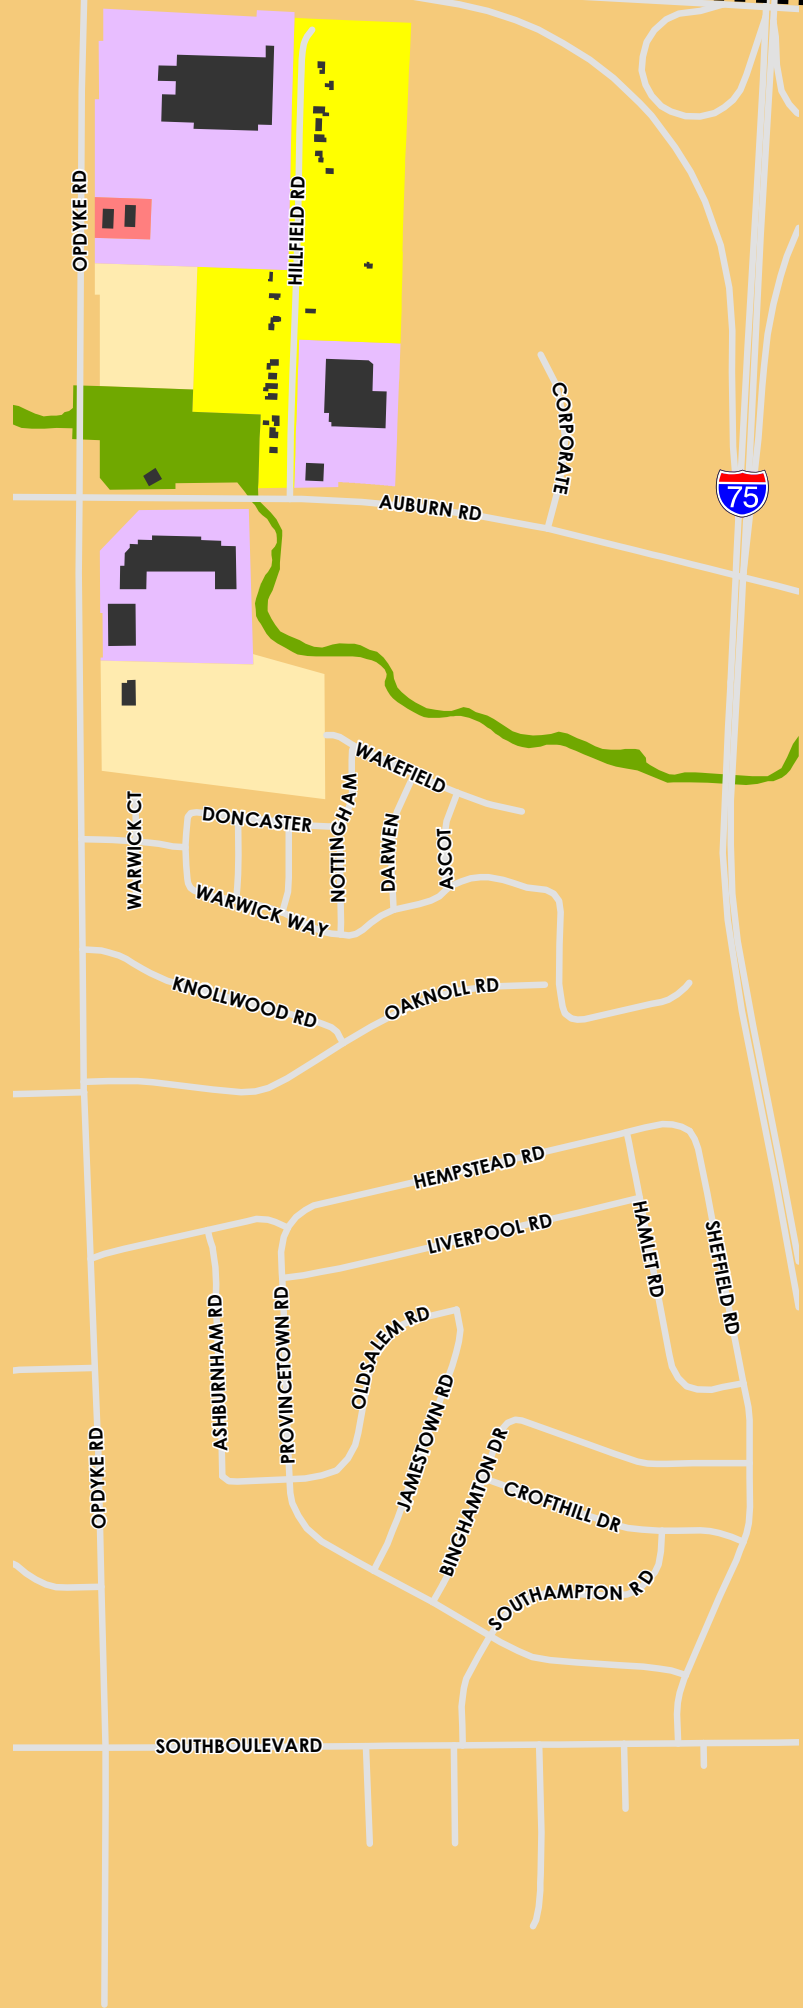 OPDYKE RD
HILLFIELD RD
CORPORATE
75
AUBURN RD
WAKEFIELD
NOTTINGHAM
DONCASTER
WARWICK CT
DARWEN
ASCOT
WARWICK WAY
KNOLLWOOD RD
OAKNOLL RD
HEMPSTEAD RD
LIVERPOOL RD
HAMLET RD
SHEFFIELD RD
ASHBURNHAM RD
PROVINCETOWN RD
OLDSALEM RD
JAMESTOWN RD
OPDYKE RD
BINGHAMTON DR
CROFTHILL DR
SOUTHAMPTON RD
SOUTHBOULEVARD